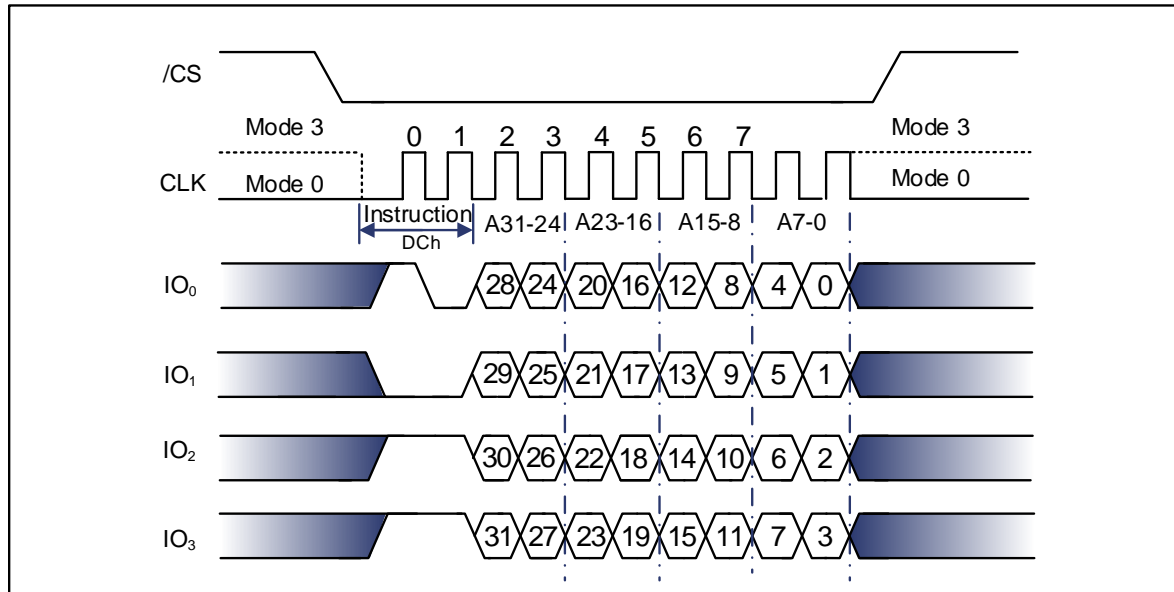 /CS
Mode 3 0 1 2 3 4 5 6 7 Mode 3
CLK Mode 0 Mode 0
Instruction A31-24 A23-16 A15-8 A7-0
DCh
IO0 28 24 20 16 12 8 4 0
IO1 29 25 21 17 13 9 5 1
IO2 30 26 22 18 14 10 6 2
IO3 31 27 23 19 15 11 7 3